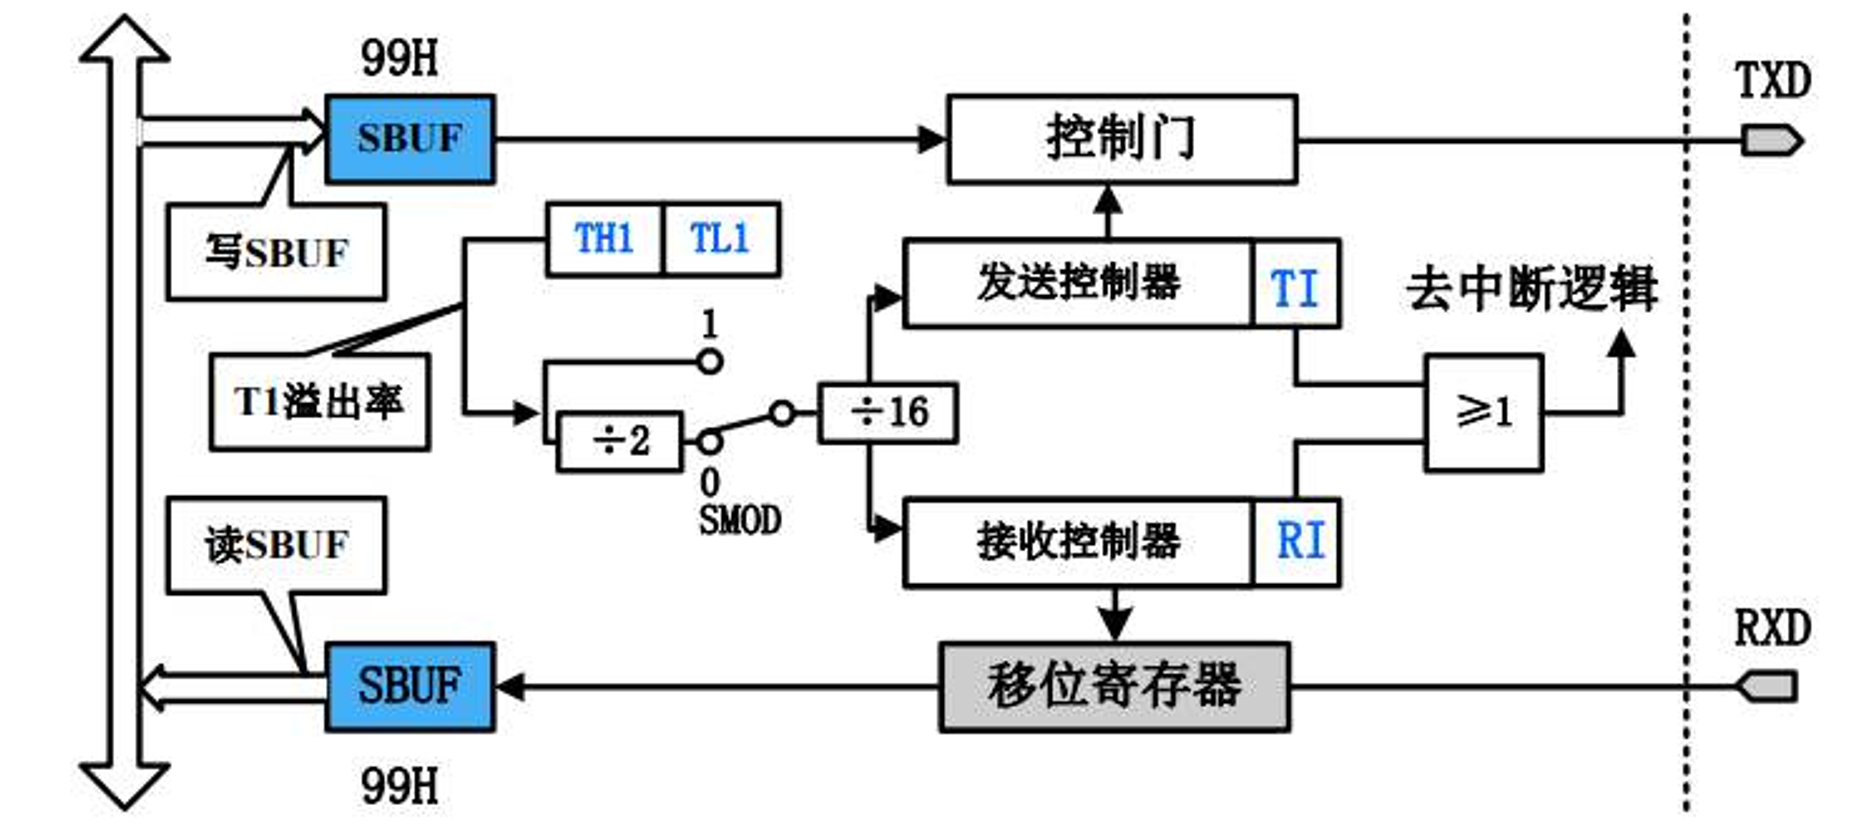 99H
TXD
SBUF
控制门
写SBUF
TH1
TL1
发送控制器
TI
去中断逻辑
1
T1溢出率
÷2
÷16
≥1
0
SMOD
读SBUF
接收控制器
RI
RXD
SBUF
移位寄存器
99H